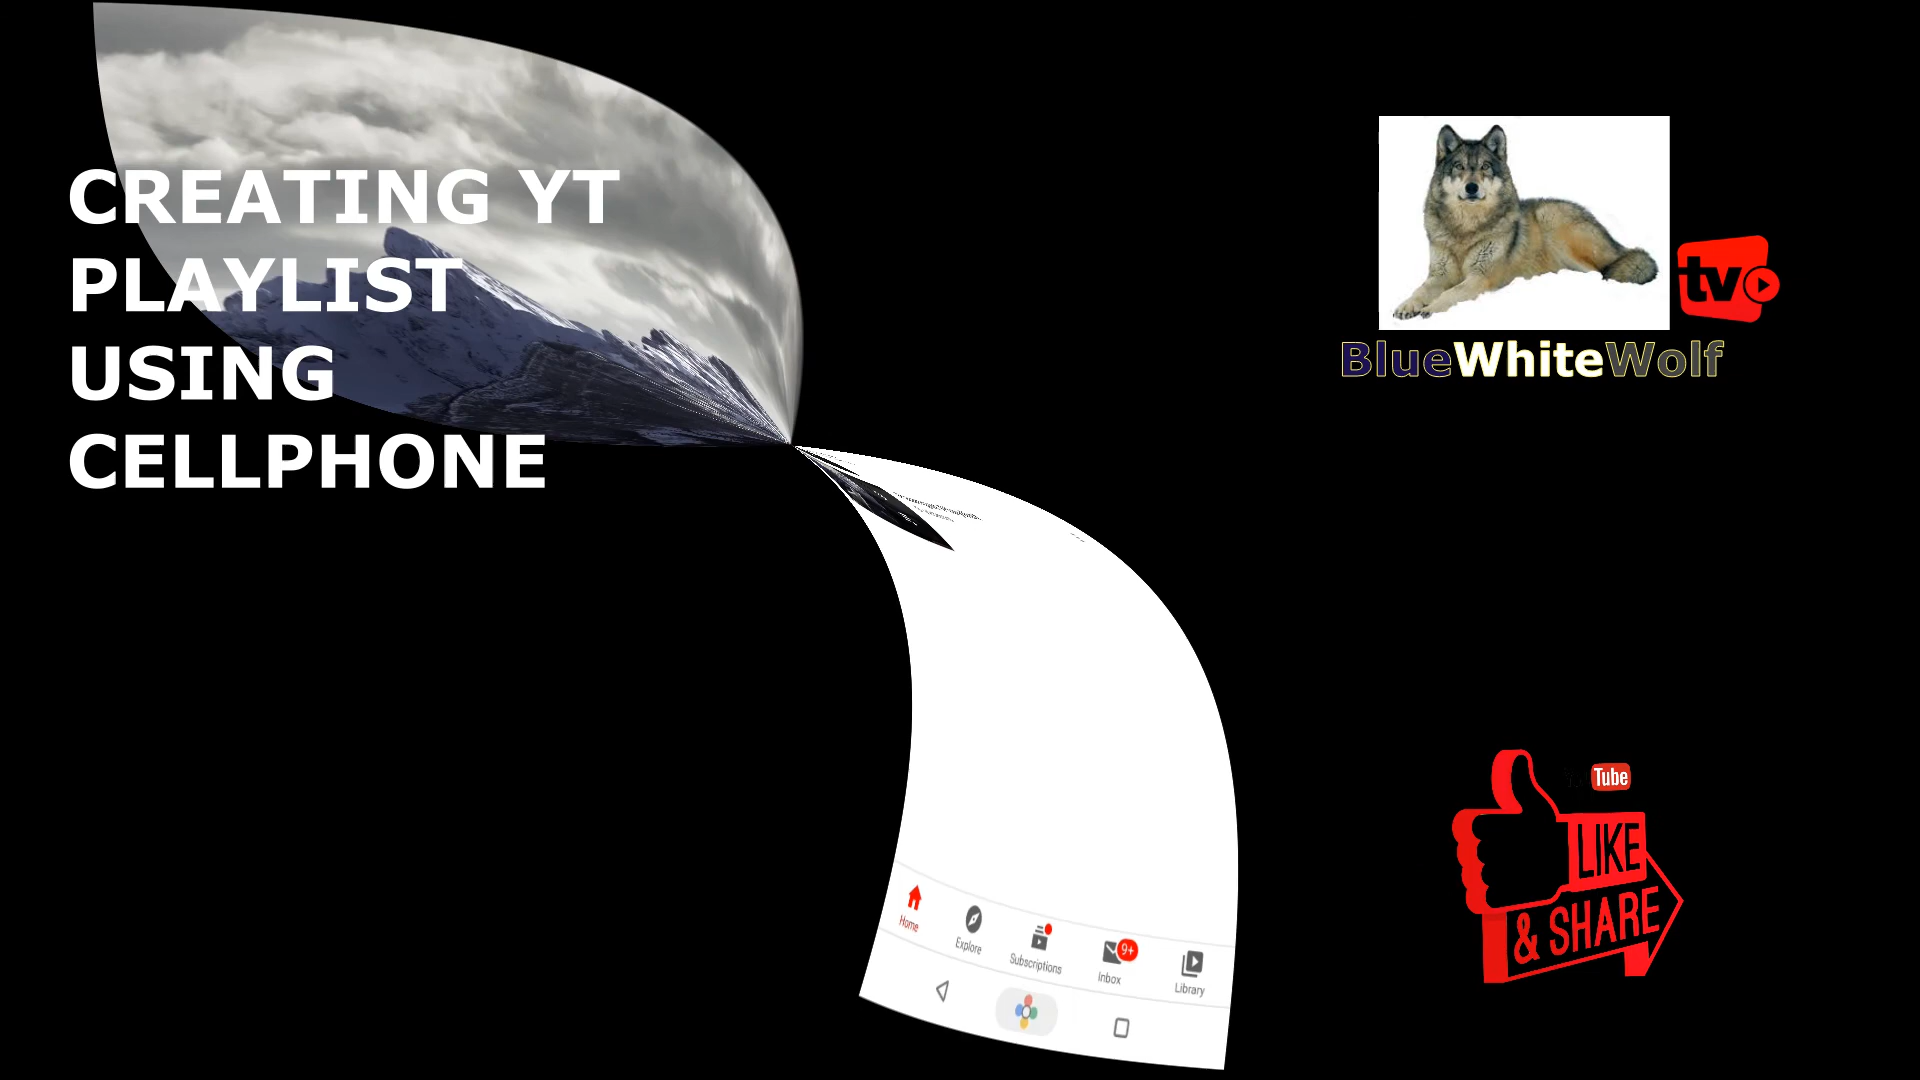 CREATING YT
PLAYLIST
USING
CELLPHONE
tv
BlueWhiteWolf
Tube
LIKE
& SHARE
Home
Explore
Subscriptions
9+
Inbox
Library